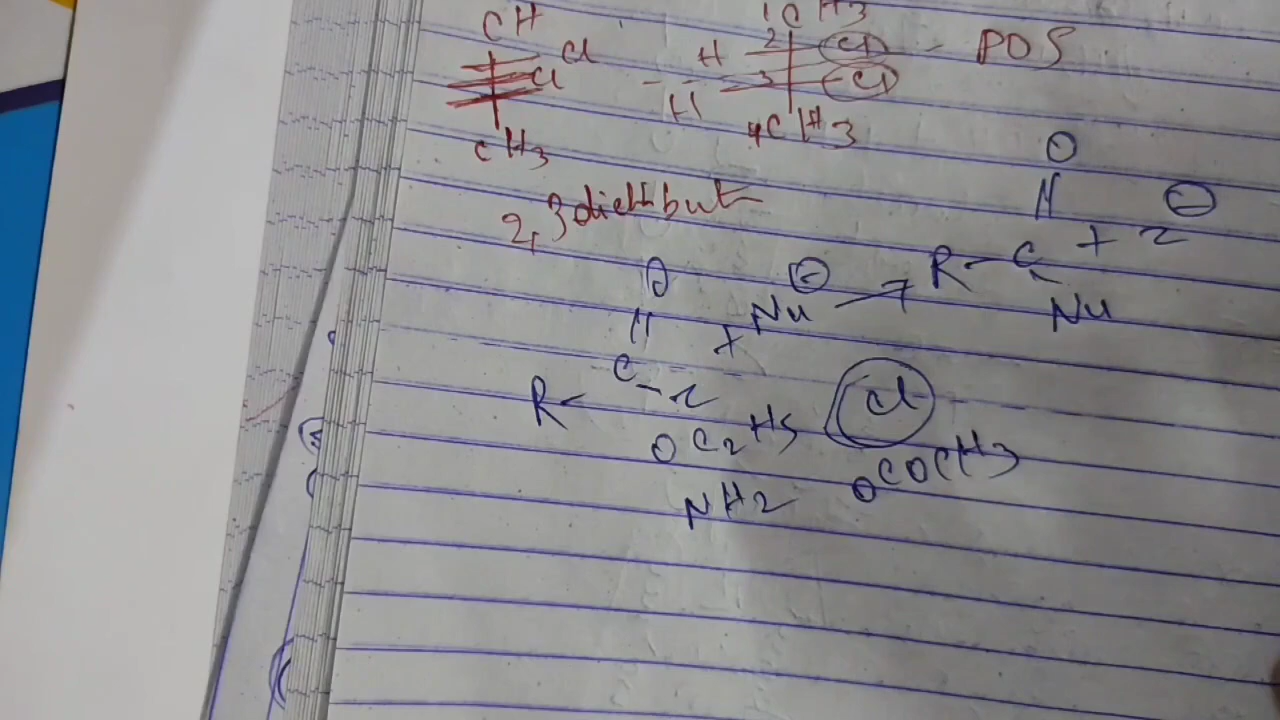 CH
Cl
Cl
CH3
1CH3
H 2 Cl - POS
H 3 Cl
4CH3
2,3 dichlbut
O
||
R-C-Z + Nu⊖ → R-C-Nu + Z⊖
O
||
OC2H5 Cl
NH2 OCOCH3